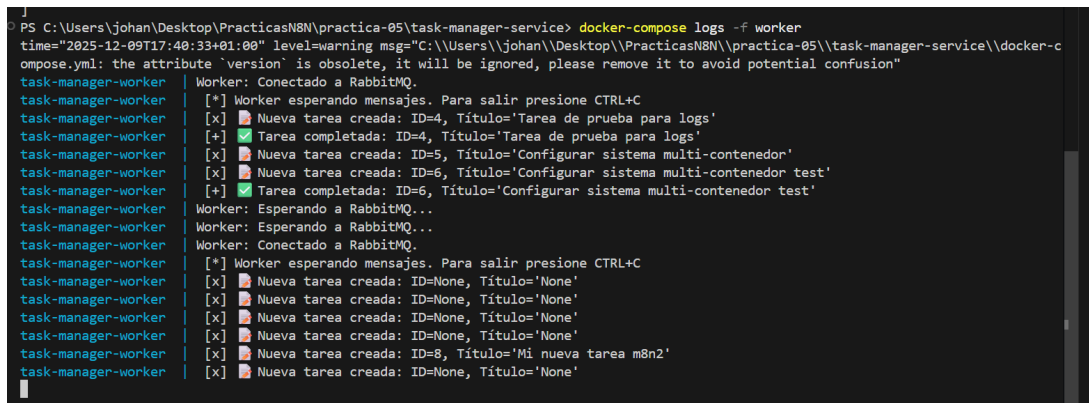 ]
PS C:\Users\johan\Desktop\PracticasN8N\practica-05\task-manager-service> docker-compose logs -f worker
time="2025-12-09T17:40:33+01:00" level=warning msg="C:\\Users\\johan\\Desktop\\PracticasN8N\\practica-05\\task-manager-service\\docker-c
ompose.yml: the attribute `version` is obsolete, it will be ignored, please remove it to avoid potential confusion"
task-manager-worker | Worker: Conectado a RabbitMQ.
task-manager-worker | [*] Worker esperando mensajes. Para salir presione CTRL+C
task-manager-worker | [x] 📝 Nueva tarea creada: ID=4, Título='Tarea de prueba para logs'
task-manager-worker | [+] ✅ Tarea completada: ID=4, Título='Tarea de prueba para logs'
task-manager-worker | [x] 📝 Nueva tarea creada: ID=5, Título='Configurar sistema multi-contenedor'
task-manager-worker | [x] 📝 Nueva tarea creada: ID=6, Título='Configurar sistema multi-contenedor test'
task-manager-worker | [+] ✅ Tarea completada: ID=6, Título='Configurar sistema multi-contenedor test'
task-manager-worker | Worker: Esperando a RabbitMQ...
task-manager-worker | Worker: Esperando a RabbitMQ...
task-manager-worker | Worker: Conectado a RabbitMQ.
task-manager-worker | [*] Worker esperando mensajes. Para salir presione CTRL+C
task-manager-worker | [x] 📝 Nueva tarea creada: ID=None, Título='None'
task-manager-worker | [x] 📝 Nueva tarea creada: ID=None, Título='None'
task-manager-worker | [x] 📝 Nueva tarea creada: ID=None, Título='None'
task-manager-worker | [x] 📝 Nueva tarea creada: ID=None, Título='None'
task-manager-worker | [x] 📝 Nueva tarea creada: ID=8, Título='Mi nueva tarea m8n2'
task-manager-worker | [x] 📝 Nueva tarea creada: ID=None, Título='None'